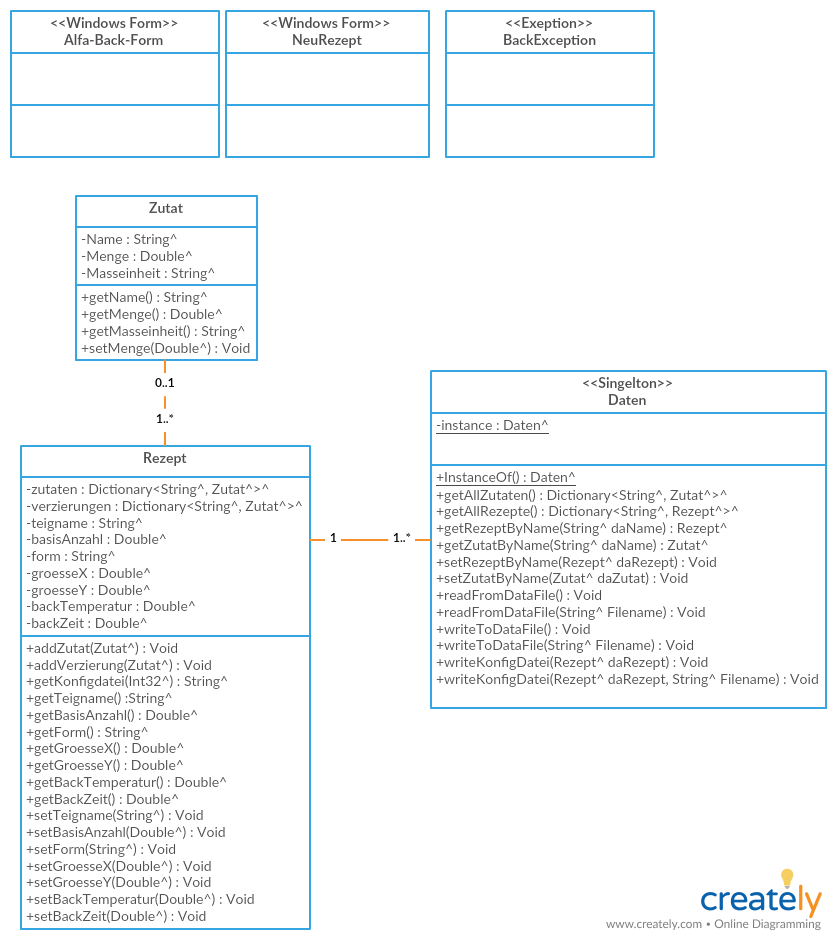 <<Windows Form>>
Alfa-Back-Form
<<Windows Form>>
NeuRezept
<<Exeption>>
BackException
Zutat
-Name : String^
-Menge : Double^
-Masseinheit : String^
+getName() : String^
+getMenge() : Double^
+getMasseinheit() : String^
+setMenge(Double^) : Void
0..1
1..*
Rezept
-zutaten : Dictionary<String^, Zutat^>^
-verzierungen : Dictionary<String^, Zutat^>^
-teigname : String^
-basisAnzahl : Double^
-form : String^
-groesseX : Double^
-groesseY : Double^
-backTemperatur : Double^
-backZeit : Double^
+addZutat(Zutat^) : Void
+addVerzierung(Zutat^) : Void
+getKonfigdatei(Int32^) : String^
+getTeigname() :String^
+getBasisAnzahl() : Double^
+getForm() : String^
+getGroesseX() : Double^
+getGroesseY() : Double^
+getBackTemperatur() : Double^
+getBackZeit() : Double^
+setTeigname(String^) : Void
+setBasisAnzahl(Double^) : Void
+setForm(String^) : Void
+setGroesseX(Double^) : Void
+setGroesseY(Double^) : Void
+setBackTemperatur(Double^) : Void
+setBackZeit(Double^) : Void
1
1..*
<<Singelton>>
Daten
-instance : Daten^
+InstanceOf() : Daten^
+getAllZutaten() : Dictionary<String^, Zutat^>^
+getAllRezepte() : Dictionary<String^, Rezept^>^
+getRezeptByName(String^ daName) : Rezept^
+getZutatByName(String^ daName) : Zutat^
+setRezeptByName(Rezept^ daRezept) : Void
+setZutatByName(Zutat^ daZutat) : Void
+readFromDataFile() : Void
+readFromDataFile(String^ Filename) : Void
+writeToDataFile() : Void
+writeToDataFile(String^ Filename) : Void
+writeKonfigDatei(Rezept^ daRezept) : Void
+writeKonfigDatei(Rezept^ daRezept, String^ Filename) : Void
creately
www.creately.com • Online Diagramming